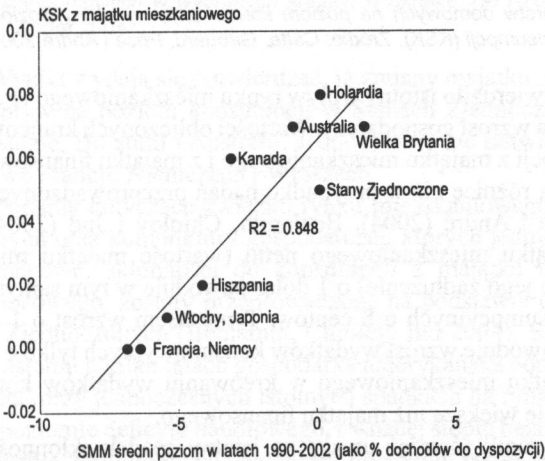 KSK z majątku mieszkaniowego
0.10
0.08
0.06
0.04
0.02
0.00
-0.02
Holandia
Australia
Wielka Brytania
Kanada
Stany Zjednoczone
R2 = 0.848
Hiszpania
Włochy, Japonia
Francja, Niemcy
-10
-5
0
5
SMM średni poziom w latach 1990-2002 (jako % dochodów do dyspozycji)